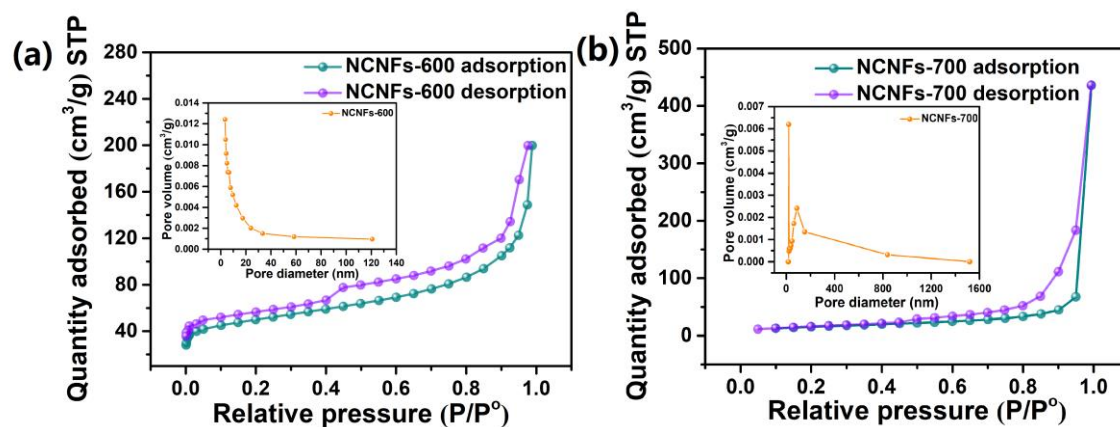 (a)
Quantity adsorbed (cm³/g) STP
280
240
200
160
120
80
40
NCNFs-600 adsorption
NCNFs-600 desorption
Pore volume (cm³/g)
0.014
0.012
0.010
0.008
0.006
0.004
0.002
0.000
NCNFs-600
0 20 40 60 80 100 120 140
Pore diameter (nm)
0.0 0.2 0.4 0.6 0.8 1.0
Relative pressure (P/Pº)
(b)
Quantity adsorbed (cm³/g) STP
500
400
300
200
100
0
NCNFs-700 adsorption
NCNFs-700 desorption
Pore volume (cm³/g)
0.007
0.006
0.004
0.003
0.002
0.001
0.000
NCNFs-700
0 400 800 1200 1600
Pore diameter (nm)
0.0 0.2 0.4 0.6 0.8 1.0
Relative pressure (P/Pº)